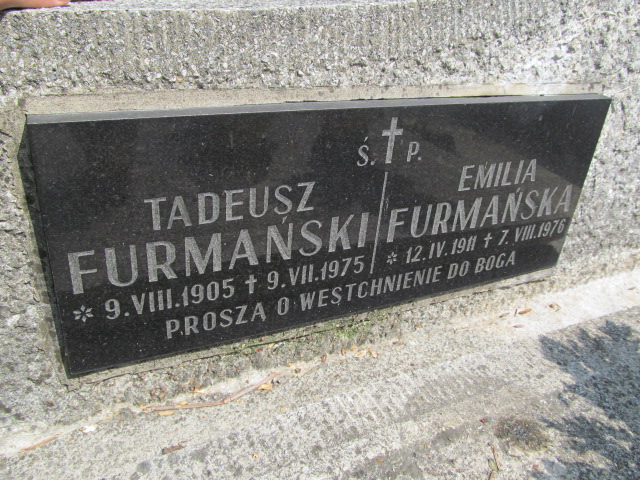 Ś. † P.
TADEUSZ
FURMAŃSKI
* 9.VIII.1905 † 9.VII.1975
EMILIA
FURMAŃSKA
* 12.IV.1911 † 7.VIII.1976
PROSZA O WESTCHNIENIE DO BOGA